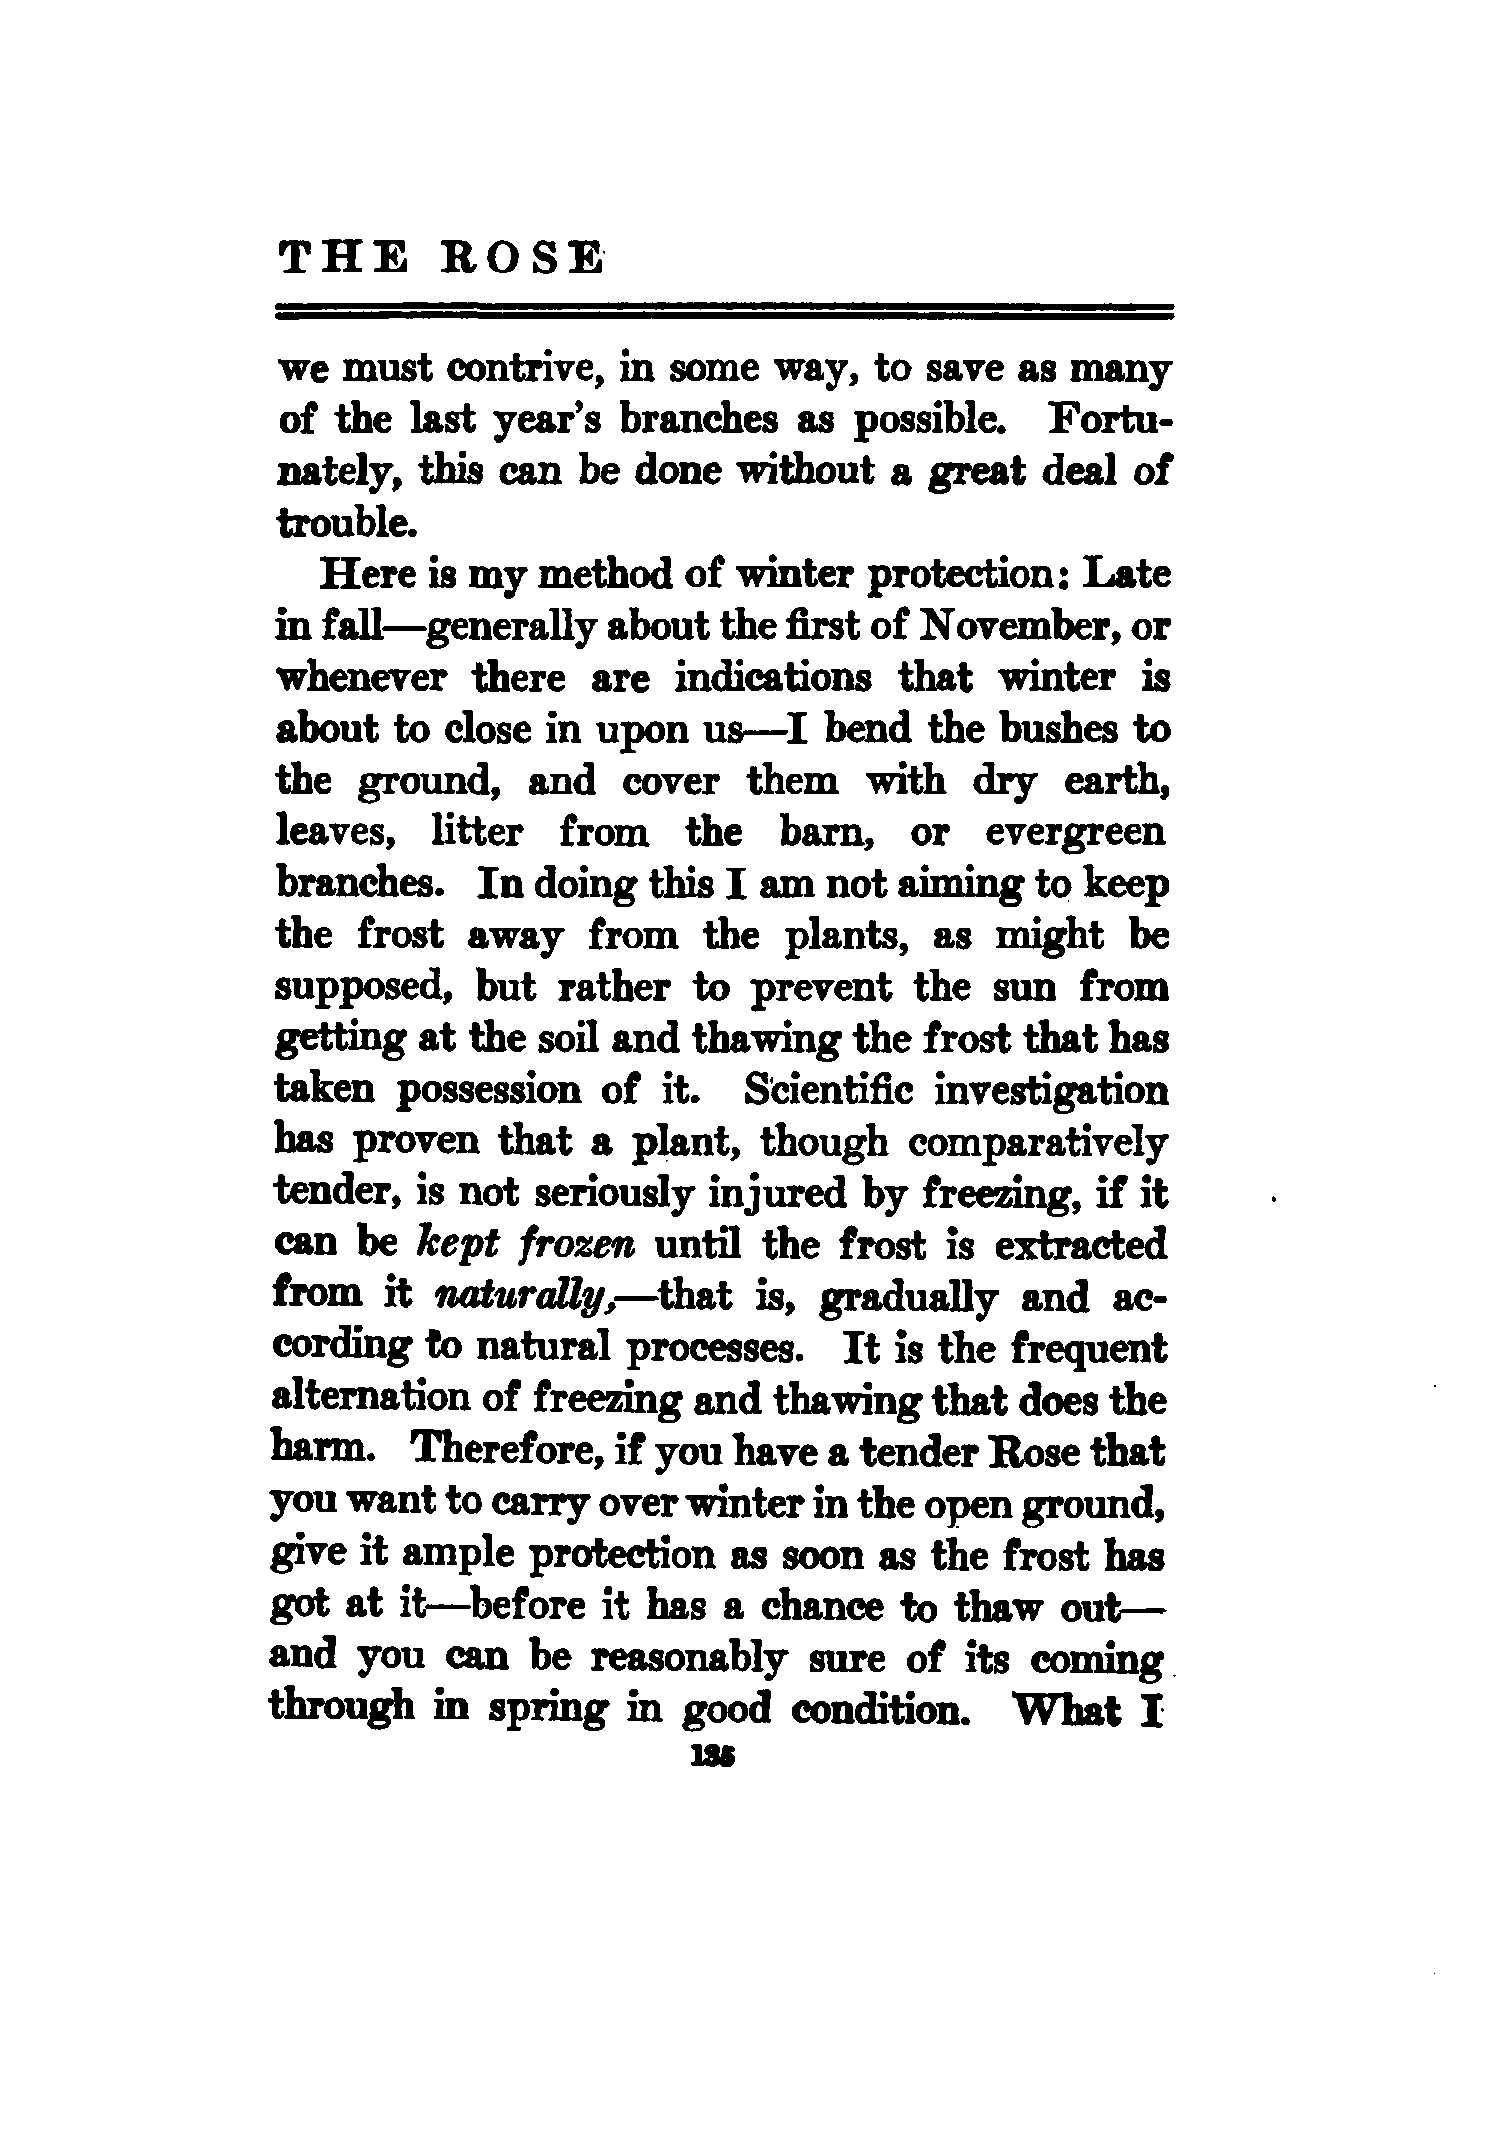 THE ROSE
we must contrive, in some way, to save as many
of the last year's branches as possible. Fortu-
nately, this can be done without a great deal of
trouble.
Here is my method of winter protection: Late
in fall—generally about the first of November, or
whenever there are indications that winter is
about to close in upon us—I bend the bushes to
the ground, and cover them with dry earth,
leaves, litter from the barn, or evergreen
branches. In doing this I am not aiming to keep
the frost away from the plants, as might be
supposed, but rather to prevent the sun from
getting at the soil and thawing the frost that has
taken possession of it. Scientific investigation
has proven that a plant, though comparatively
tender, is not seriously injured by freezing, if it
can be kept frozen until the frost is extracted
from it naturally,—that is, gradually and ac-
cording to natural processes. It is the frequent
alternation of freezing and thawing that does the
harm. Therefore, if you have a tender Rose that
you want to carry over winter in the open ground,
give it ample protection as soon as the frost has
got at it—before it has a chance to thaw out—
and you can be reasonably sure of its coming
through in spring in good condition. What I
135